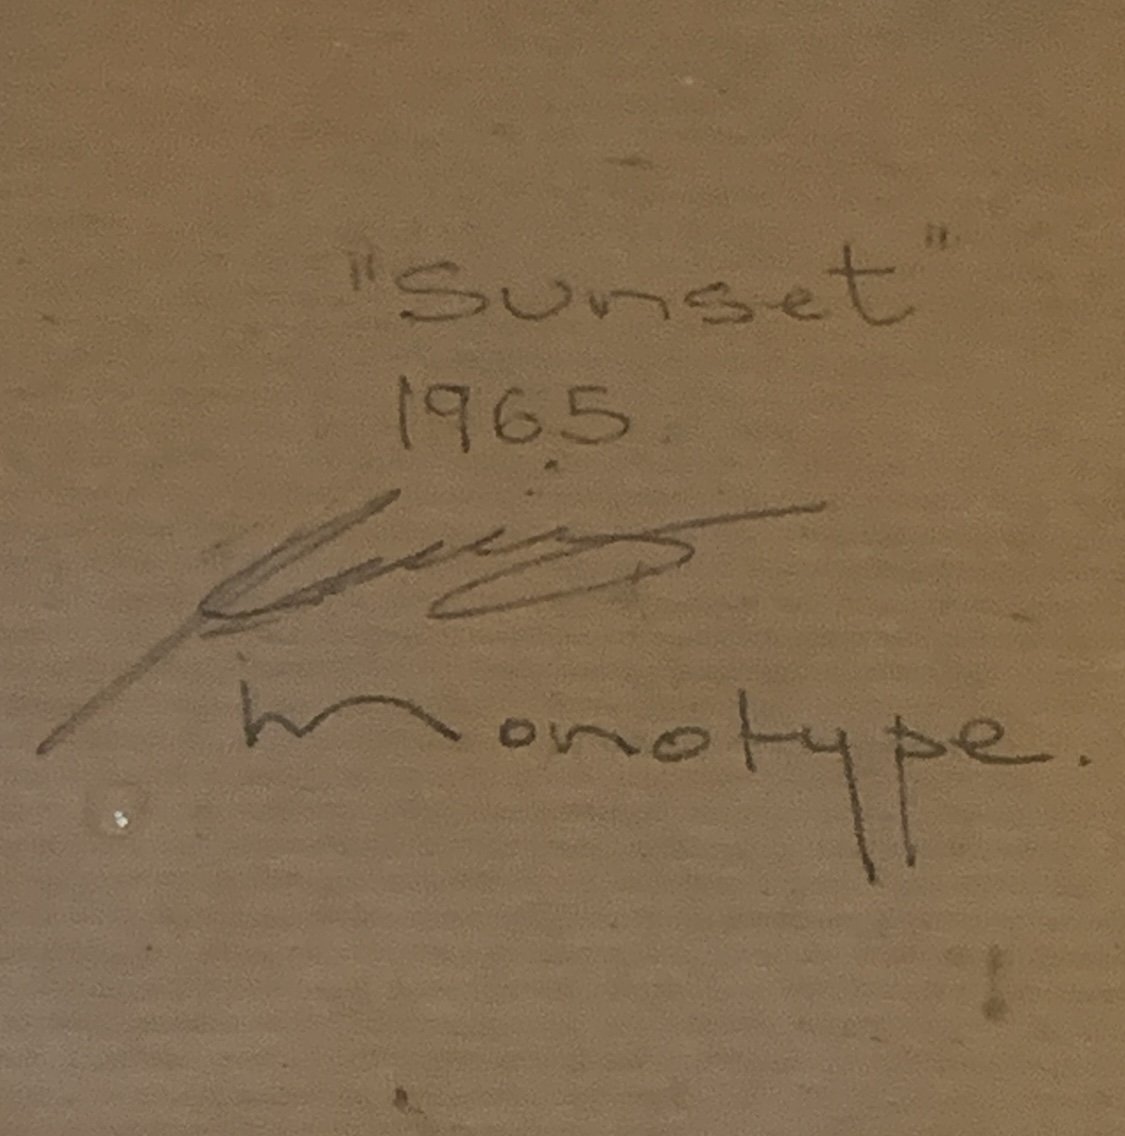 "Sunset"
1965.
Monotype.